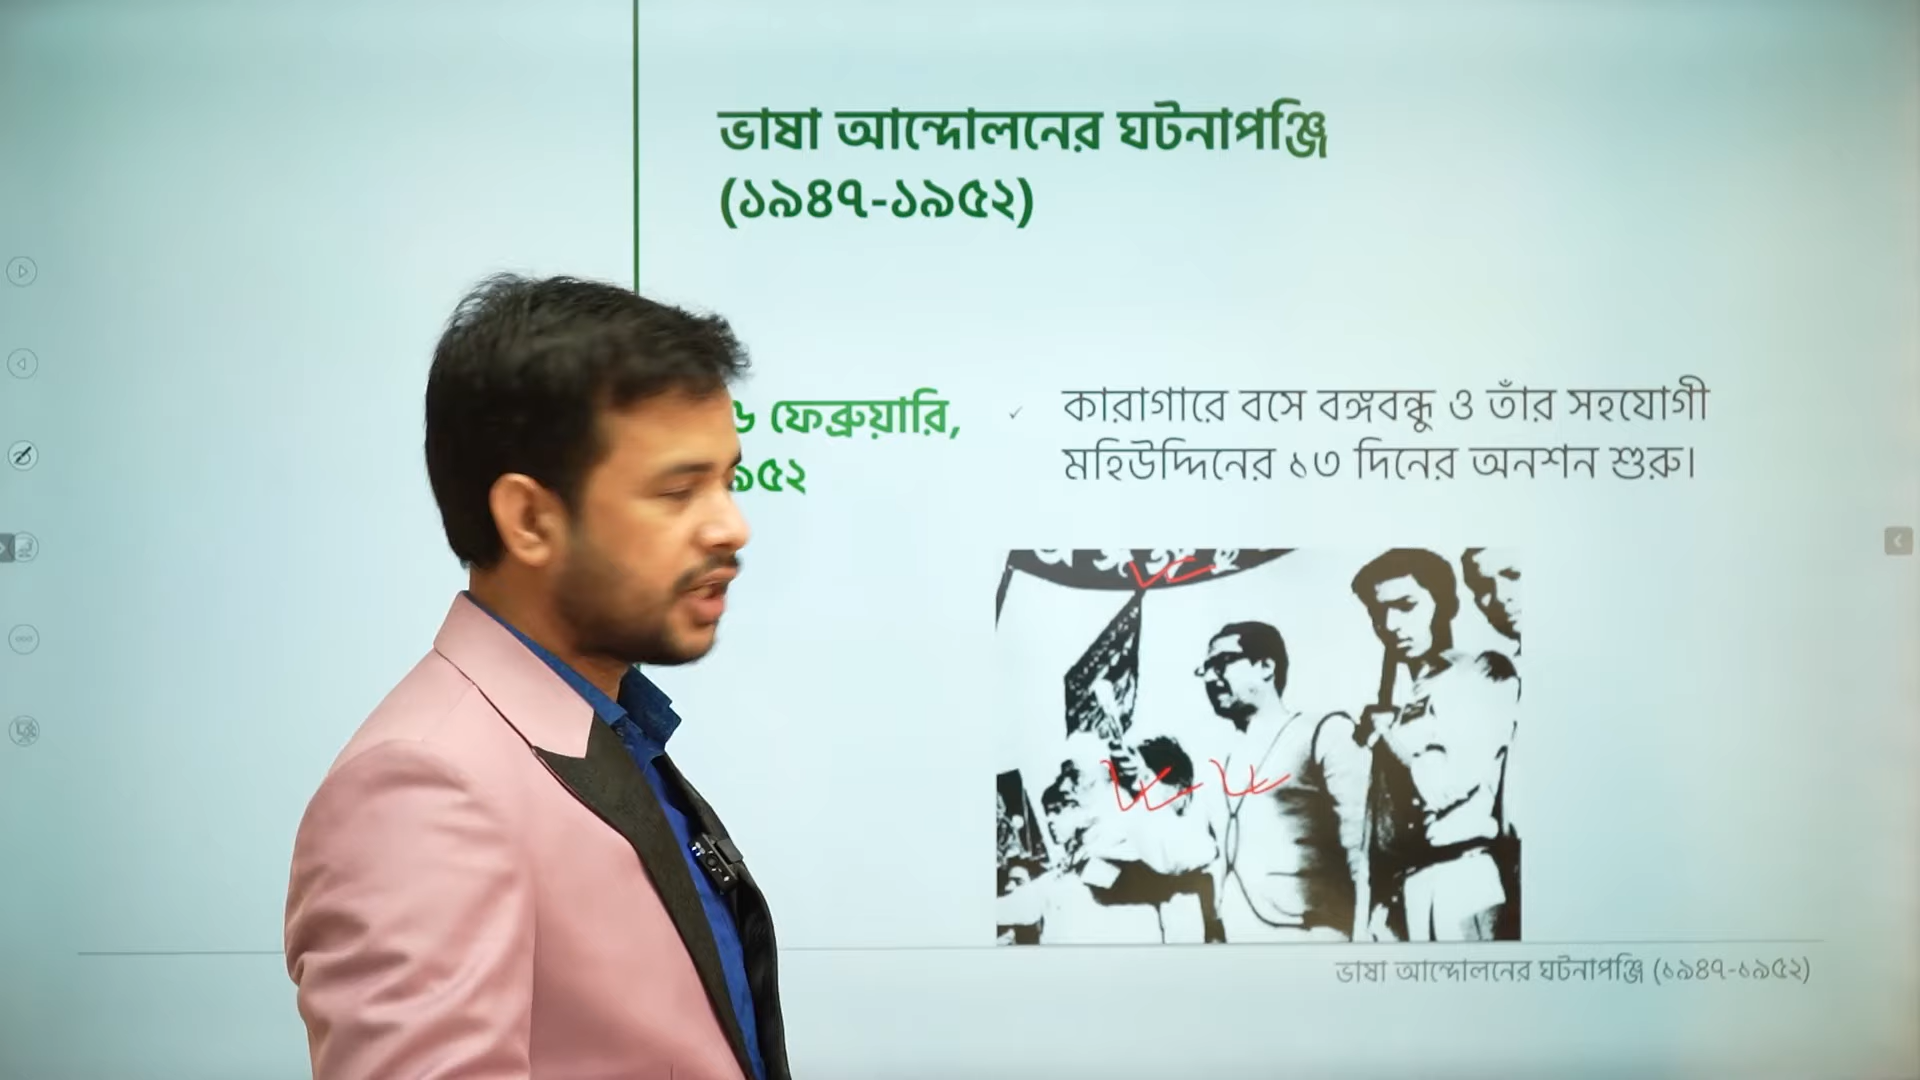 ভাষা আন্দোলনের ঘটনাপঞ্জি
(১৯৪৭-১৯৫২)
ফেব্রুয়ারি,
কারাগারে বসে বঙ্গবন্ধু ও তাঁর সহযোগী
মহিউদ্দিনের ১৩ দিনের অনশন শুরু।
ভাষা আন্দোলনের ঘটনাপঞ্জি (১৯৪৭-১৯৫২)